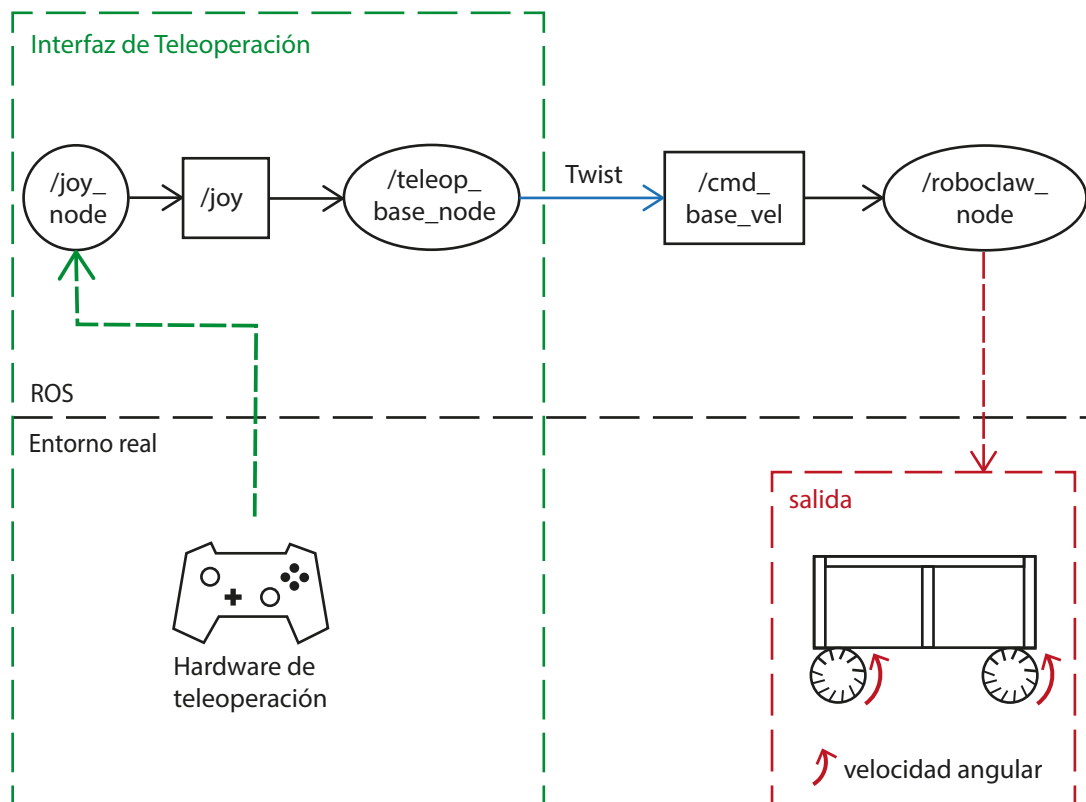 Interfaz de Teleoperación
/joy_
node
/joy
/teleop_
base_node
Twist
/cmd_
base_vel
/roboclaw_
node
ROS
Entorno real
salida
Hardware de
teleoperación
velocidad angular